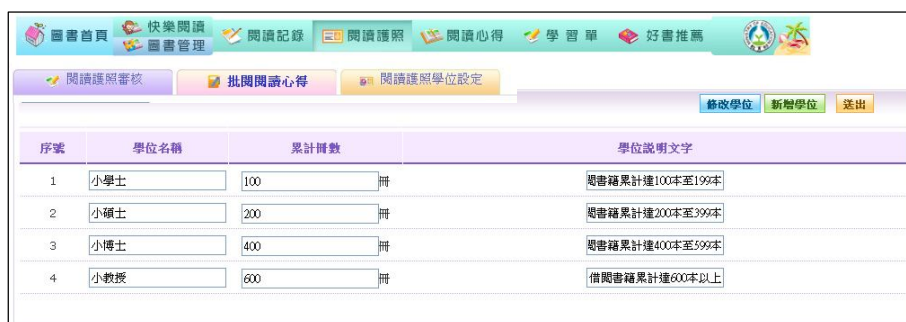 圖書首頁 快樂閱讀 圖書管理 閱讀記錄 閱讀護照 閱讀心得 學習單 好書推薦
閱讀護照審核 批閱閱讀心得 閱讀護照學位設定
修改學位 新增學位 送出
序號 學位名稱 累計冊數 學位說明文字
1 小學士 100 冊 閱書籍累計達100本至199本
2 小碩士 200 冊 閱書籍累計達200本至399本
3 小博士 400 冊 閱書籍累計達400本至599本
4 小教授 600 冊 借閱書籍累計達600本以上